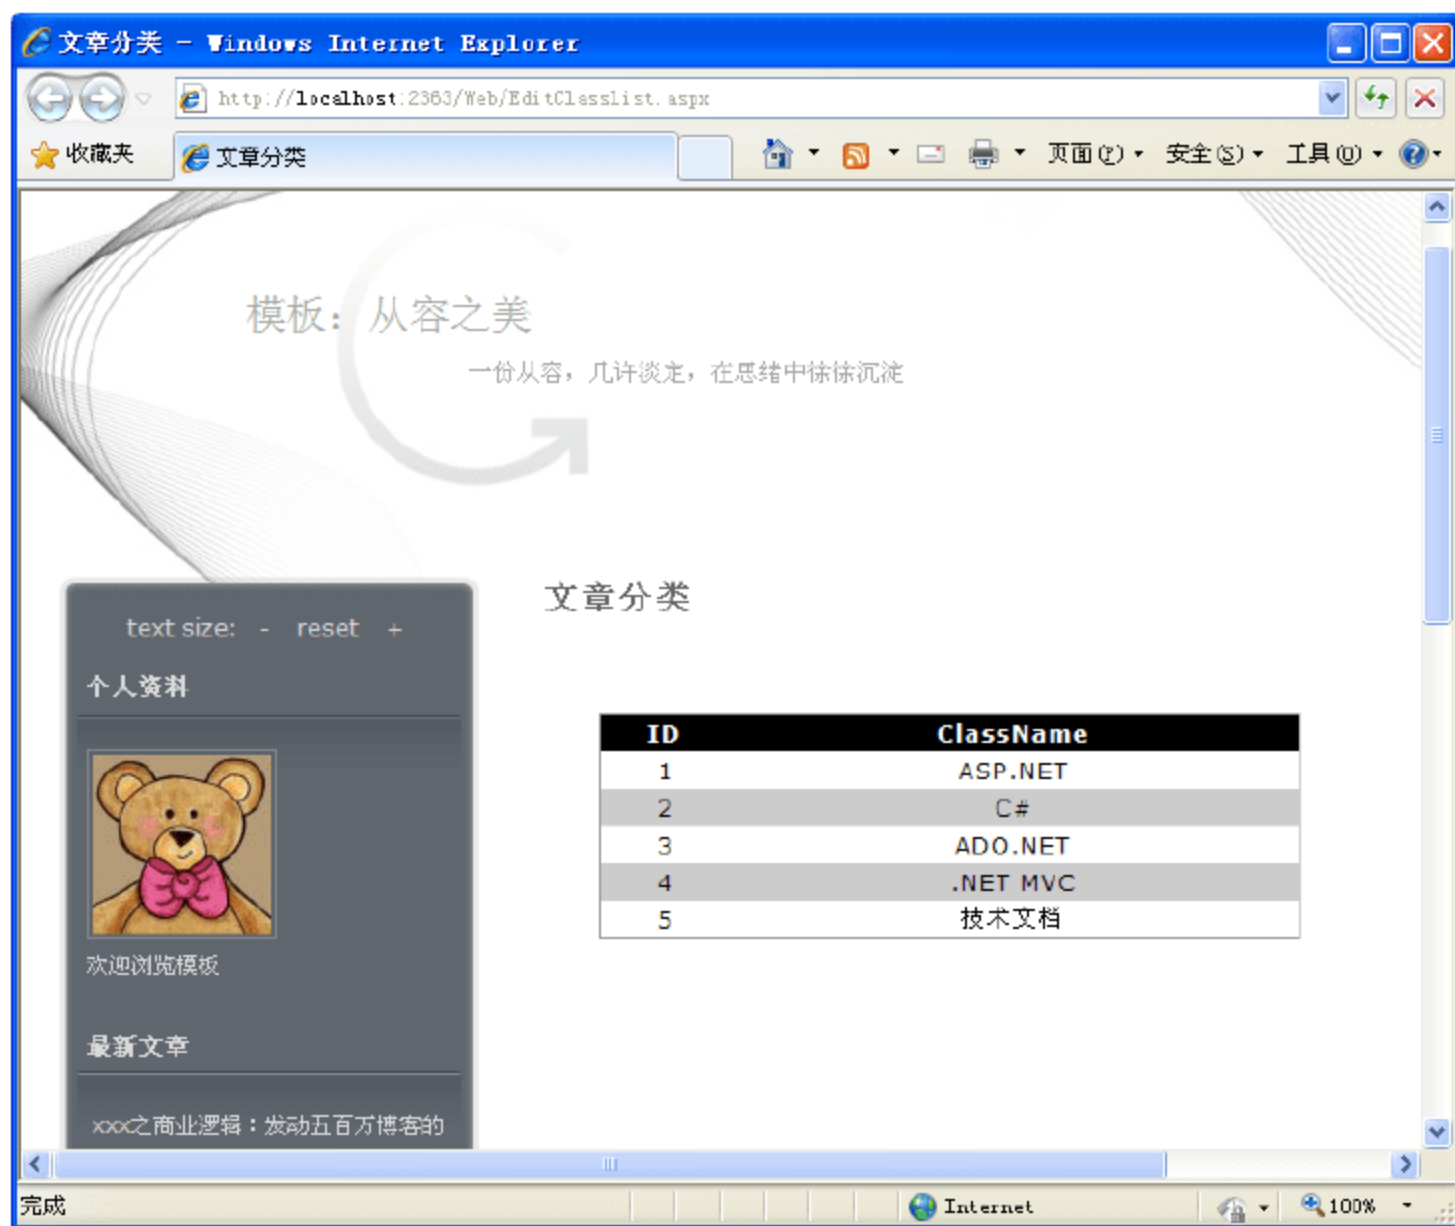 文章分类 - Windows Internet Explorer
http://localhost:2363/Web/EditClasslist.aspx
收藏夹
文章分类
页面(P)
安全(S)
工具(O)
模板：从容之美
一份从容，几许淡定，在思绪中徐徐沉淀
text size: - reset +
个人资料
欢迎浏览模板
最新文章
xxx之商业逻辑：发动五百万博客的
文章分类
ID ClassName
1 ASP.NET
2 C#
3 ADO.NET
4 .NET MVC
5 技术文档
完成
Internet
100%